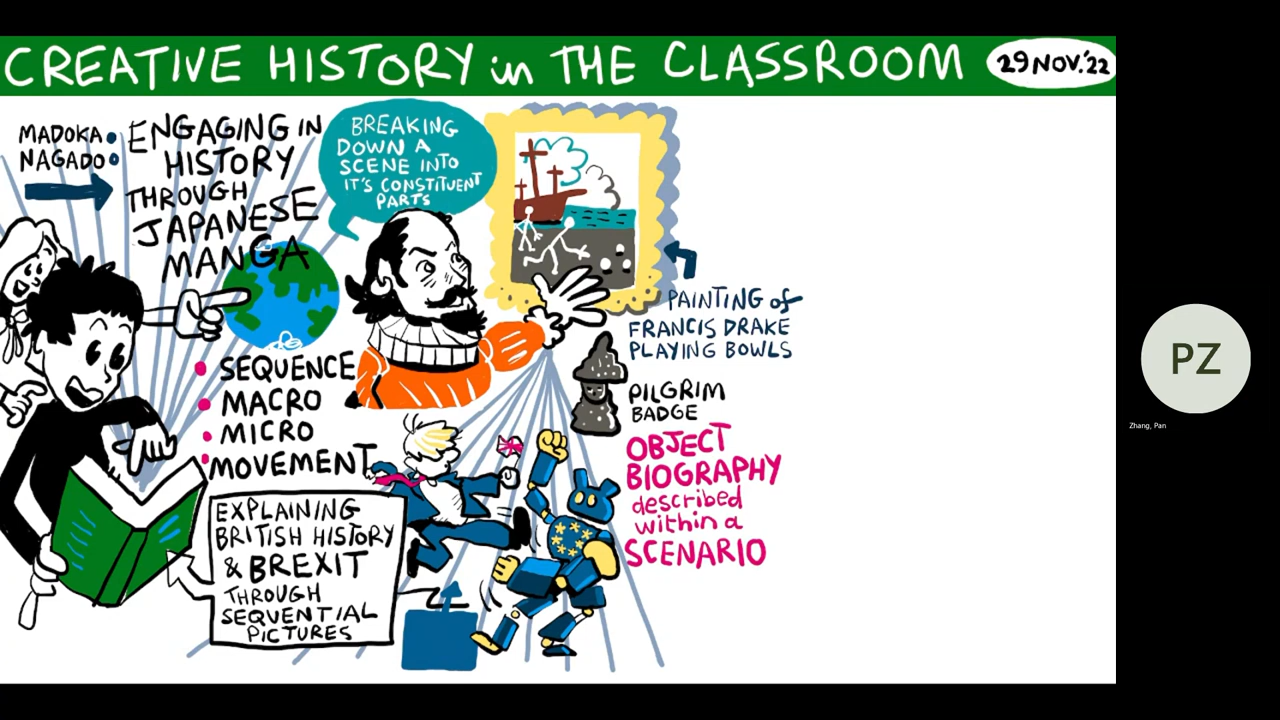 CREATIVE HISTORY in THE CLASSROOM
29 NOV.'22
MADOKA
NAGADO
ENGAGING IN
HISTORY
THROUGH
JAPANESE
MANGA
BREAKING
DOWN A
SCENE INTO
IT'S CONSTITUENT
PARTS
PAINTING of
FRANCIS DRAKE
PLAYING BOWLS
SEQUENCE
MACRO
MICRO
MOVEMENT
PILGRIM
BADGE
OBJECT
BIOGRAPHY
described
within a
SCENARIO
EXPLAINING
BRITISH HISTORY
& BREXIT
THROUGH
SEQUENTIAL
PICTURES
PZ
Zhang, Pan